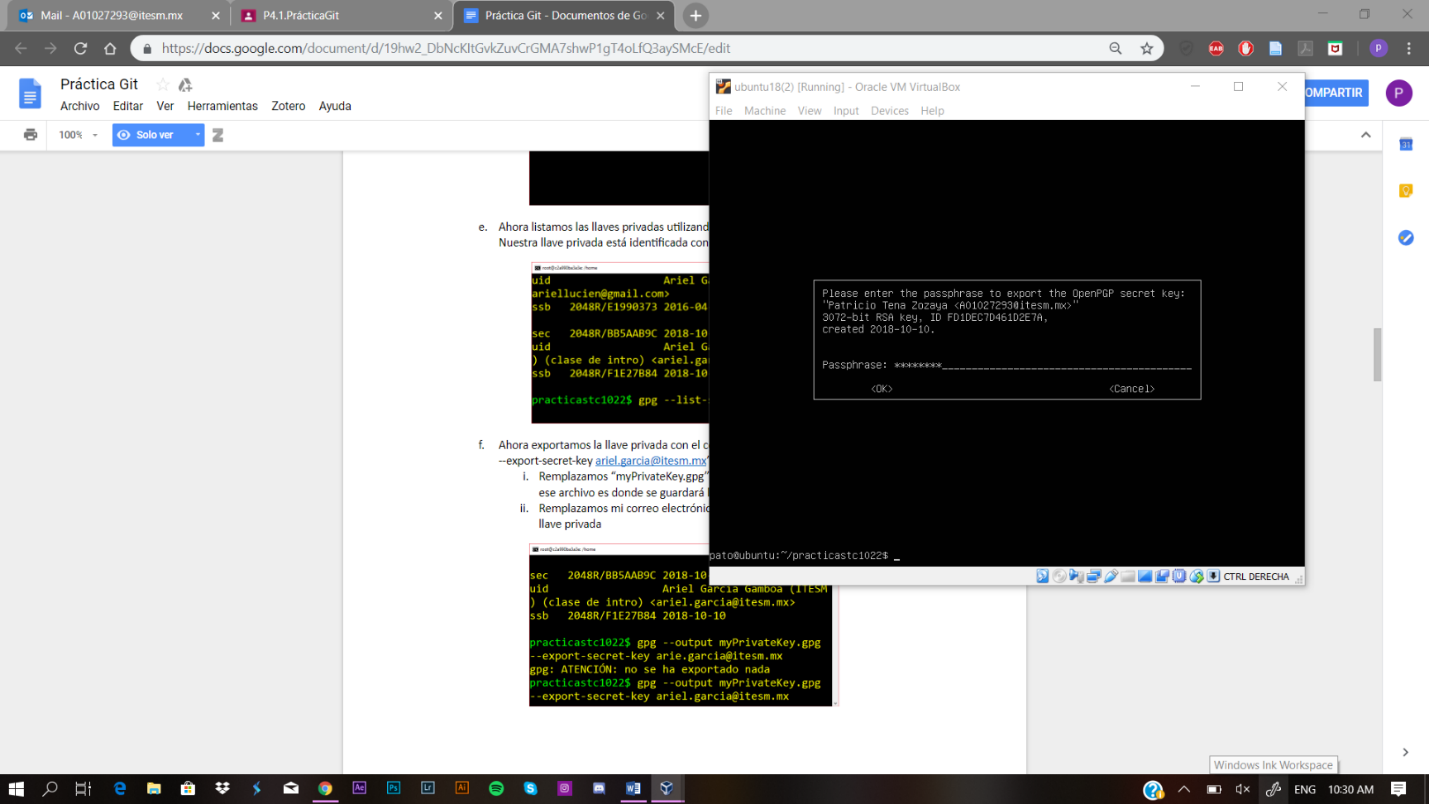 Mail - A01027293@itesm.mx
P4.1.PrácticaGit
Práctica Git - Documentos de Go
https://docs.google.com/document/d/19hw2_DbNcKItGvkZuvCrGMA7shwP1gT4oLfQ3aySMcE/edit
Práctica Git
Archivo Editar Ver Herramientas Zotero Ayuda
OMPARTIR
P
100% Solo ver
e. Ahora listamos las llaves privadas utilizand
Nuestra llave privada está identificada con
root@c1a8f0ba1a5a: /home
uid Ariel G
ariellucien@gmail.com>
ssb 2048R/E1990373 2016-04
sec 2048R/BB5AAB9C 2018-10
uid Ariel G
) (clase de intro) <ariel.ga
ssb 2048R/F1E27B84 2018-10
practicastc1022$ gpg --list-
f. Ahora exportamos la llave privada con el c
--export-secret-key ariel.garcia@itesm.mx"
i. Remplazamos "myPrivateKey.gpg"
ese archivo es donde se guardará l
ii. Remplazamos mi correo electrónic
llave privada
sec 2048R/BB5AAB9C 2018-10
uid Ariel García Gamboa (ITESM
) (clase de intro) <ariel.garcia@itesm.mx>
ssb 2048R/F1E27B84 2018-10-10
practicastc1022$ gpg --output myPrivateKey.gpg
--export-secret-key arie.garcia@itesm.mx
gpg: ATENCIÓN: no se ha exportado nada
practicastc1022$ gpg --output myPrivateKey.gpg
--export-secret-key ariel.garcia@itesm.mx
ubuntu18(2) [Running] - Oracle VM VirtualBox
File Machine View Input Devices Help
Please enter the passphrase to export the OpenPGP secret key:
"Patricio Tena Zozaya <A01027293@itesm.mx>"
3072-bit RSA key, ID FD1DEC7D461D2E7A,
created 2018-10-10.
Passphrase: ********__________________________________________
<OK> <Cancel>
pato@ubuntu:~/practicastc1022$ _
CTRL DERECHA
Windows Ink Workspace
ENG 10:30 AM